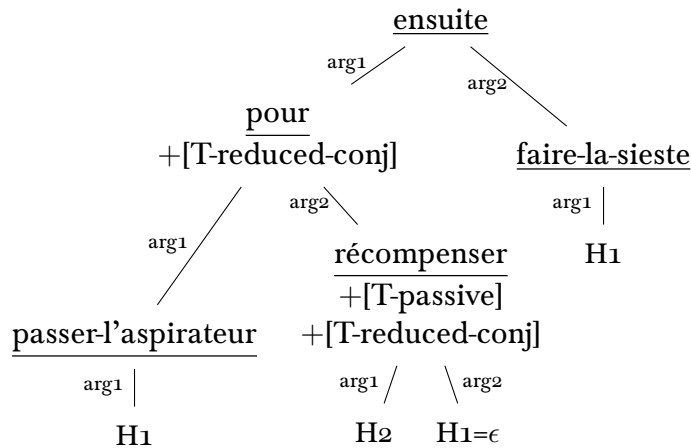 ensuite
arg1
arg2
pour
+[T-reduced-conj]
faire-la-sieste
arg1
arg2
arg1
récompenser
H1
+[T-passive]
passer-l'aspirateur
+[T-reduced-conj]
arg1
arg1
arg2
H1
H2
H1=ϵ